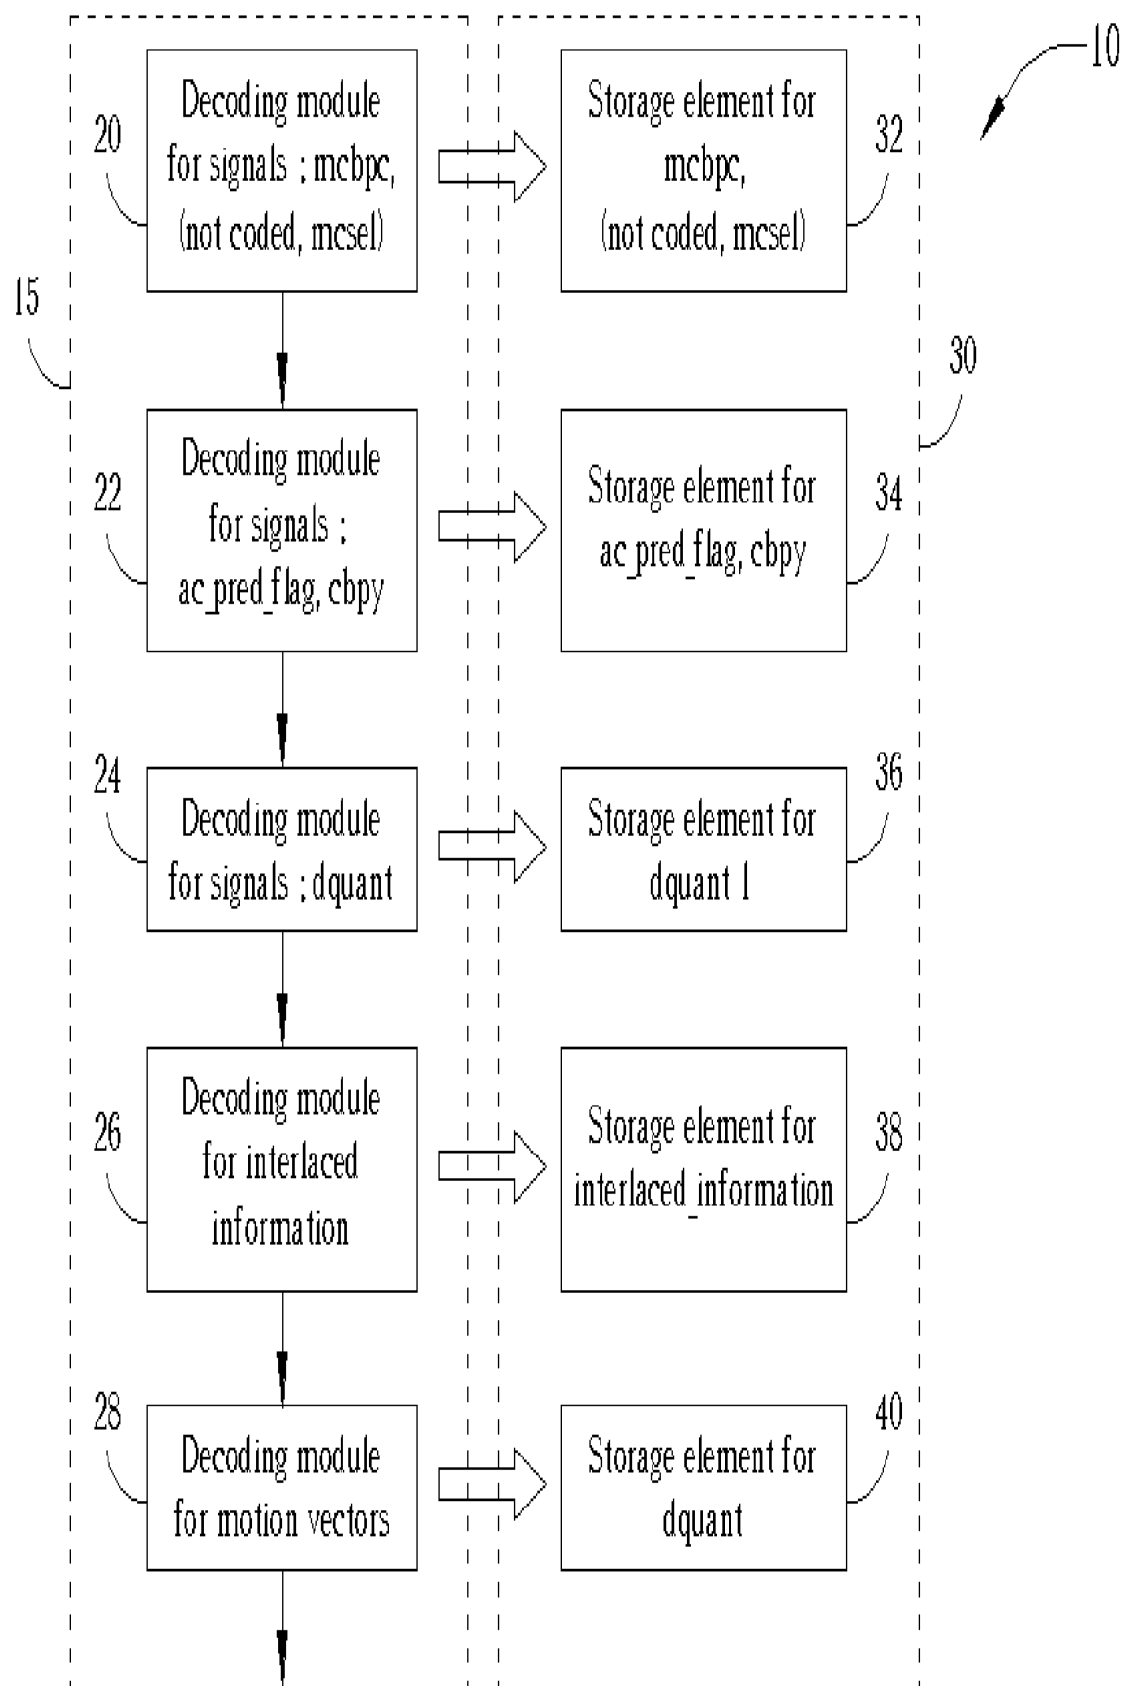 10
Decoding module
for signals ; mcbpc,
(not coded, mcsel)
20
Storage element for
mcbpc,
(not coded, mcsel)
32
15
30
Decoding module
for signals ;
ac_pred_flag, cbpy
22
Storage element for
ac_pred_flag, cbpy
34
24
Decoding module
for signals ; dquant
Storage element for
dquant 1
36
Decoding module
for interlaced
information
26
Storage element for
interlaced_information
38
28
Decoding module
for motion vectors
Storage element for
dquant
40